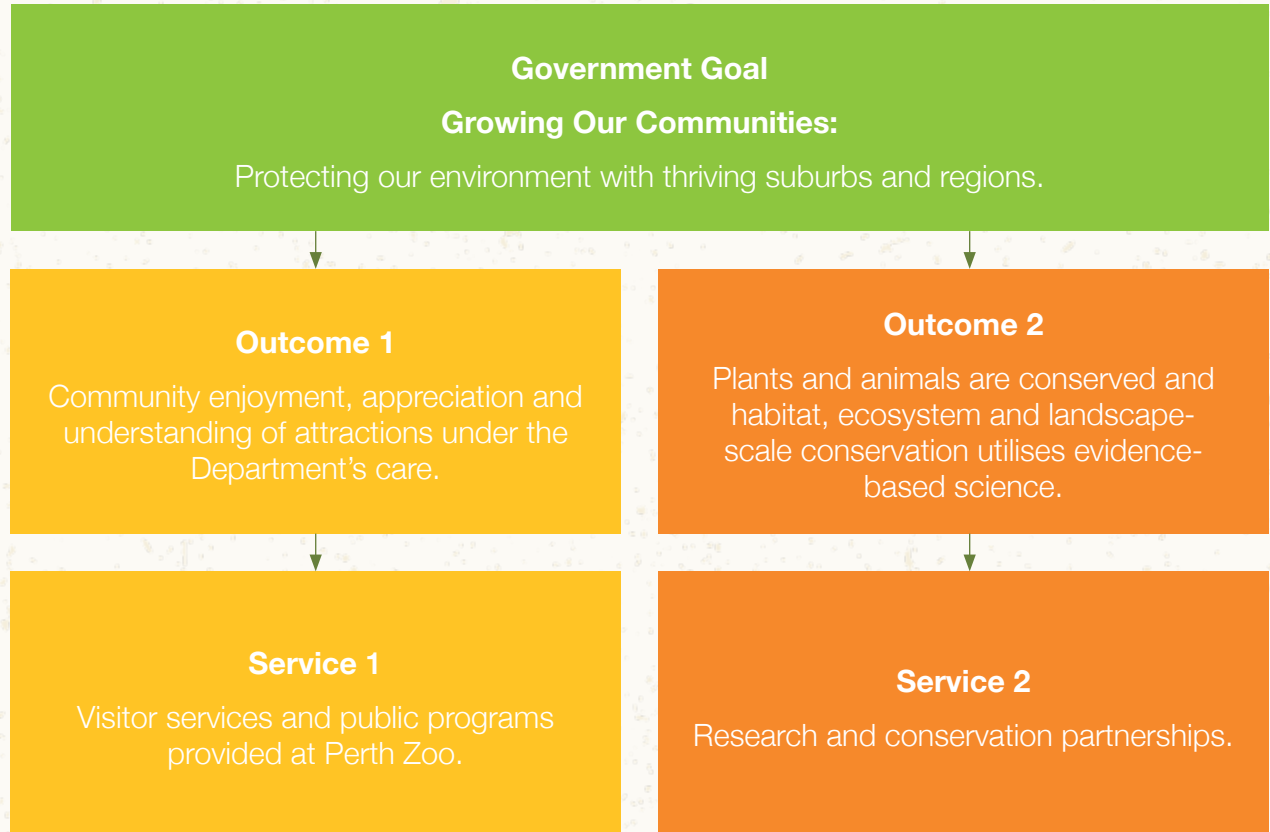 Government Goal
Growing Our Communities:
Protecting our environment with thriving suburbs and regions.
Outcome 1
Community enjoyment, appreciation and
understanding of attractions under the
Department’s care.
Outcome 2
Plants and animals are conserved and
habitat, ecosystem and landscape-
scale conservation utilises evidence-
based science.
Service 1
Visitor services and public programs
provided at Perth Zoo.
Service 2
Research and conservation partnerships.